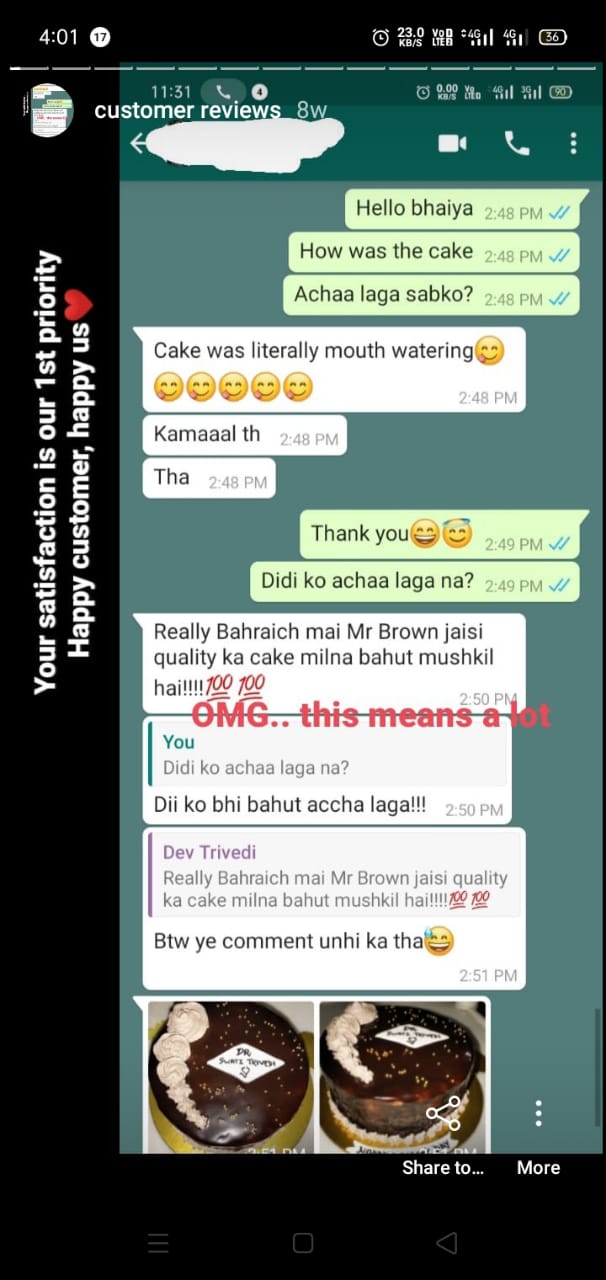 4:01 17 23.0 KB/S Vo LTE 4G 4G 36
11:31 4 0.00 KB/S 4G 3G 90
customer reviews 8w
Your satisfaction is our 1st priority
Happy customer, happy us❤️
Hello bhaiya 2:48 PM
How was the cake 2:48 PM
Achaa laga sabko? 2:48 PM
Cake was literally mouth watering😋
😋😋😋😋😋 2:48 PM
Kamaaal th 2:48 PM
Tha 2:48 PM
Thank you😄😇 2:49 PM
Didi ko achaa laga na? 2:49 PM
Really Bahraich mai Mr Brown jaisi
quality ka cake milna bahut mushkil
hai!!!!💯 💯 2:50 PM
OMG.. this means a lot
You
Didi ko achaa laga na?
Dii ko bhi bahut accha laga!!! 2:50 PM
Dev Trivedi
Really Bahraich mai Mr Brown jaisi quality
ka cake milna bahut mushkil hai!!!!💯 💯
Btw ye comment unhi ka tha😅
2:51 PM
DR
SWATI TRIVEDI
DR
SWATI TRIVEDI
2:51 PM
Share to... More